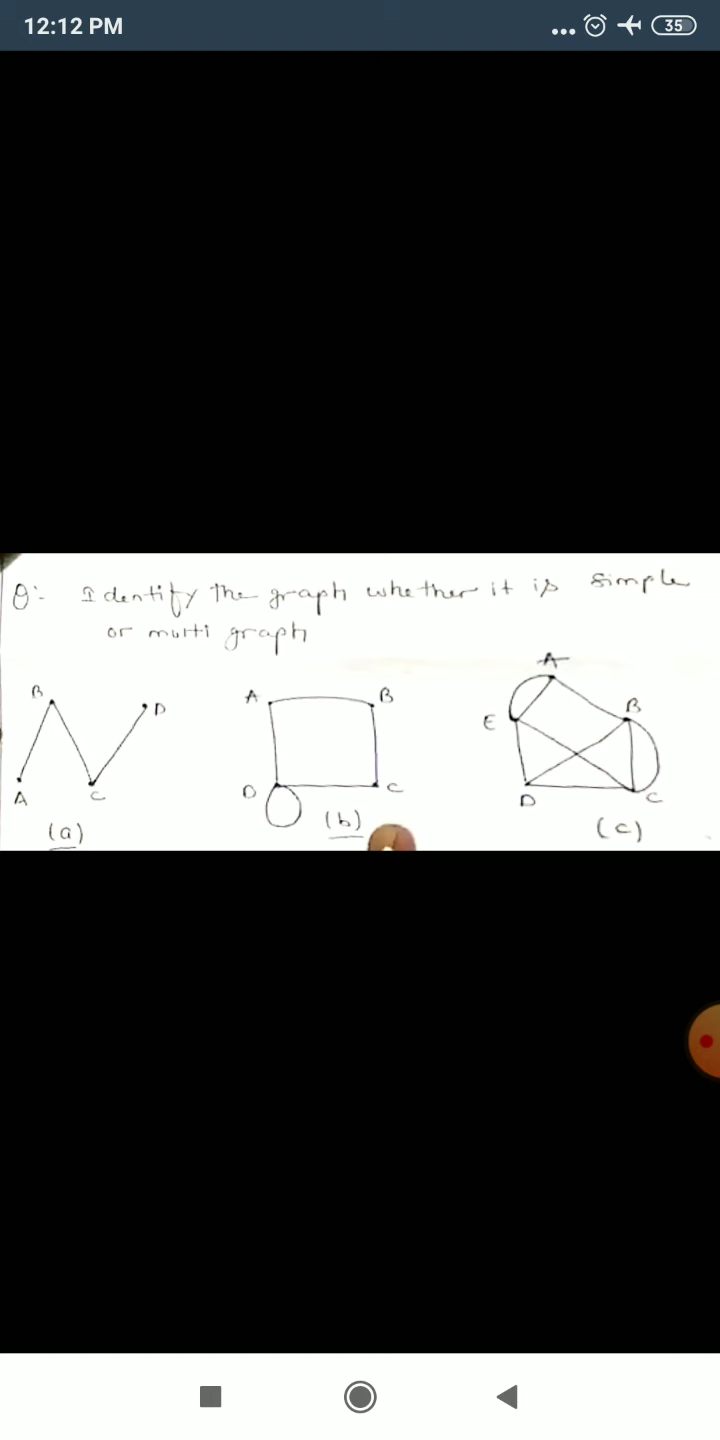 12:12 PM
35
Q:- Identify the graph whether it is simple
or multi graph
A
B
B
D
A
B
E
A
C
D
C
D
C
(a)
(b)
(c)